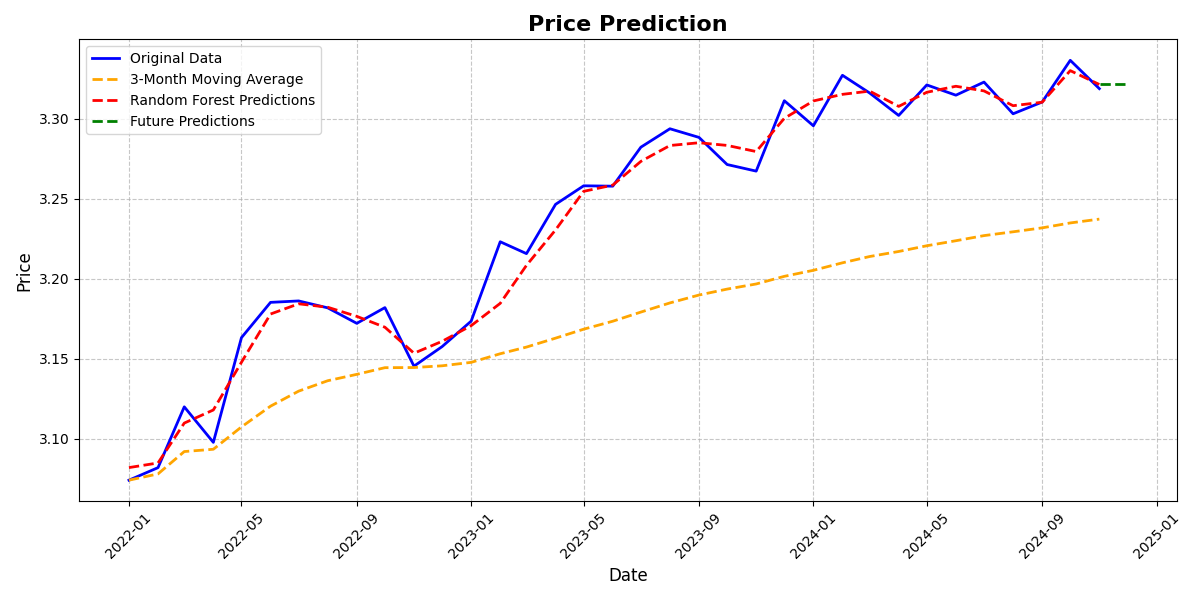 Price Prediction
Original Data
3-Month Moving Average
Random Forest Predictions
Future Predictions
Price
3.30
3.25
3.20
3.15
3.10
2022-01
2022-05
2022-09
2023-01
2023-05
2023-09
2024-01
2024-05
2024-09
2025-01
Date